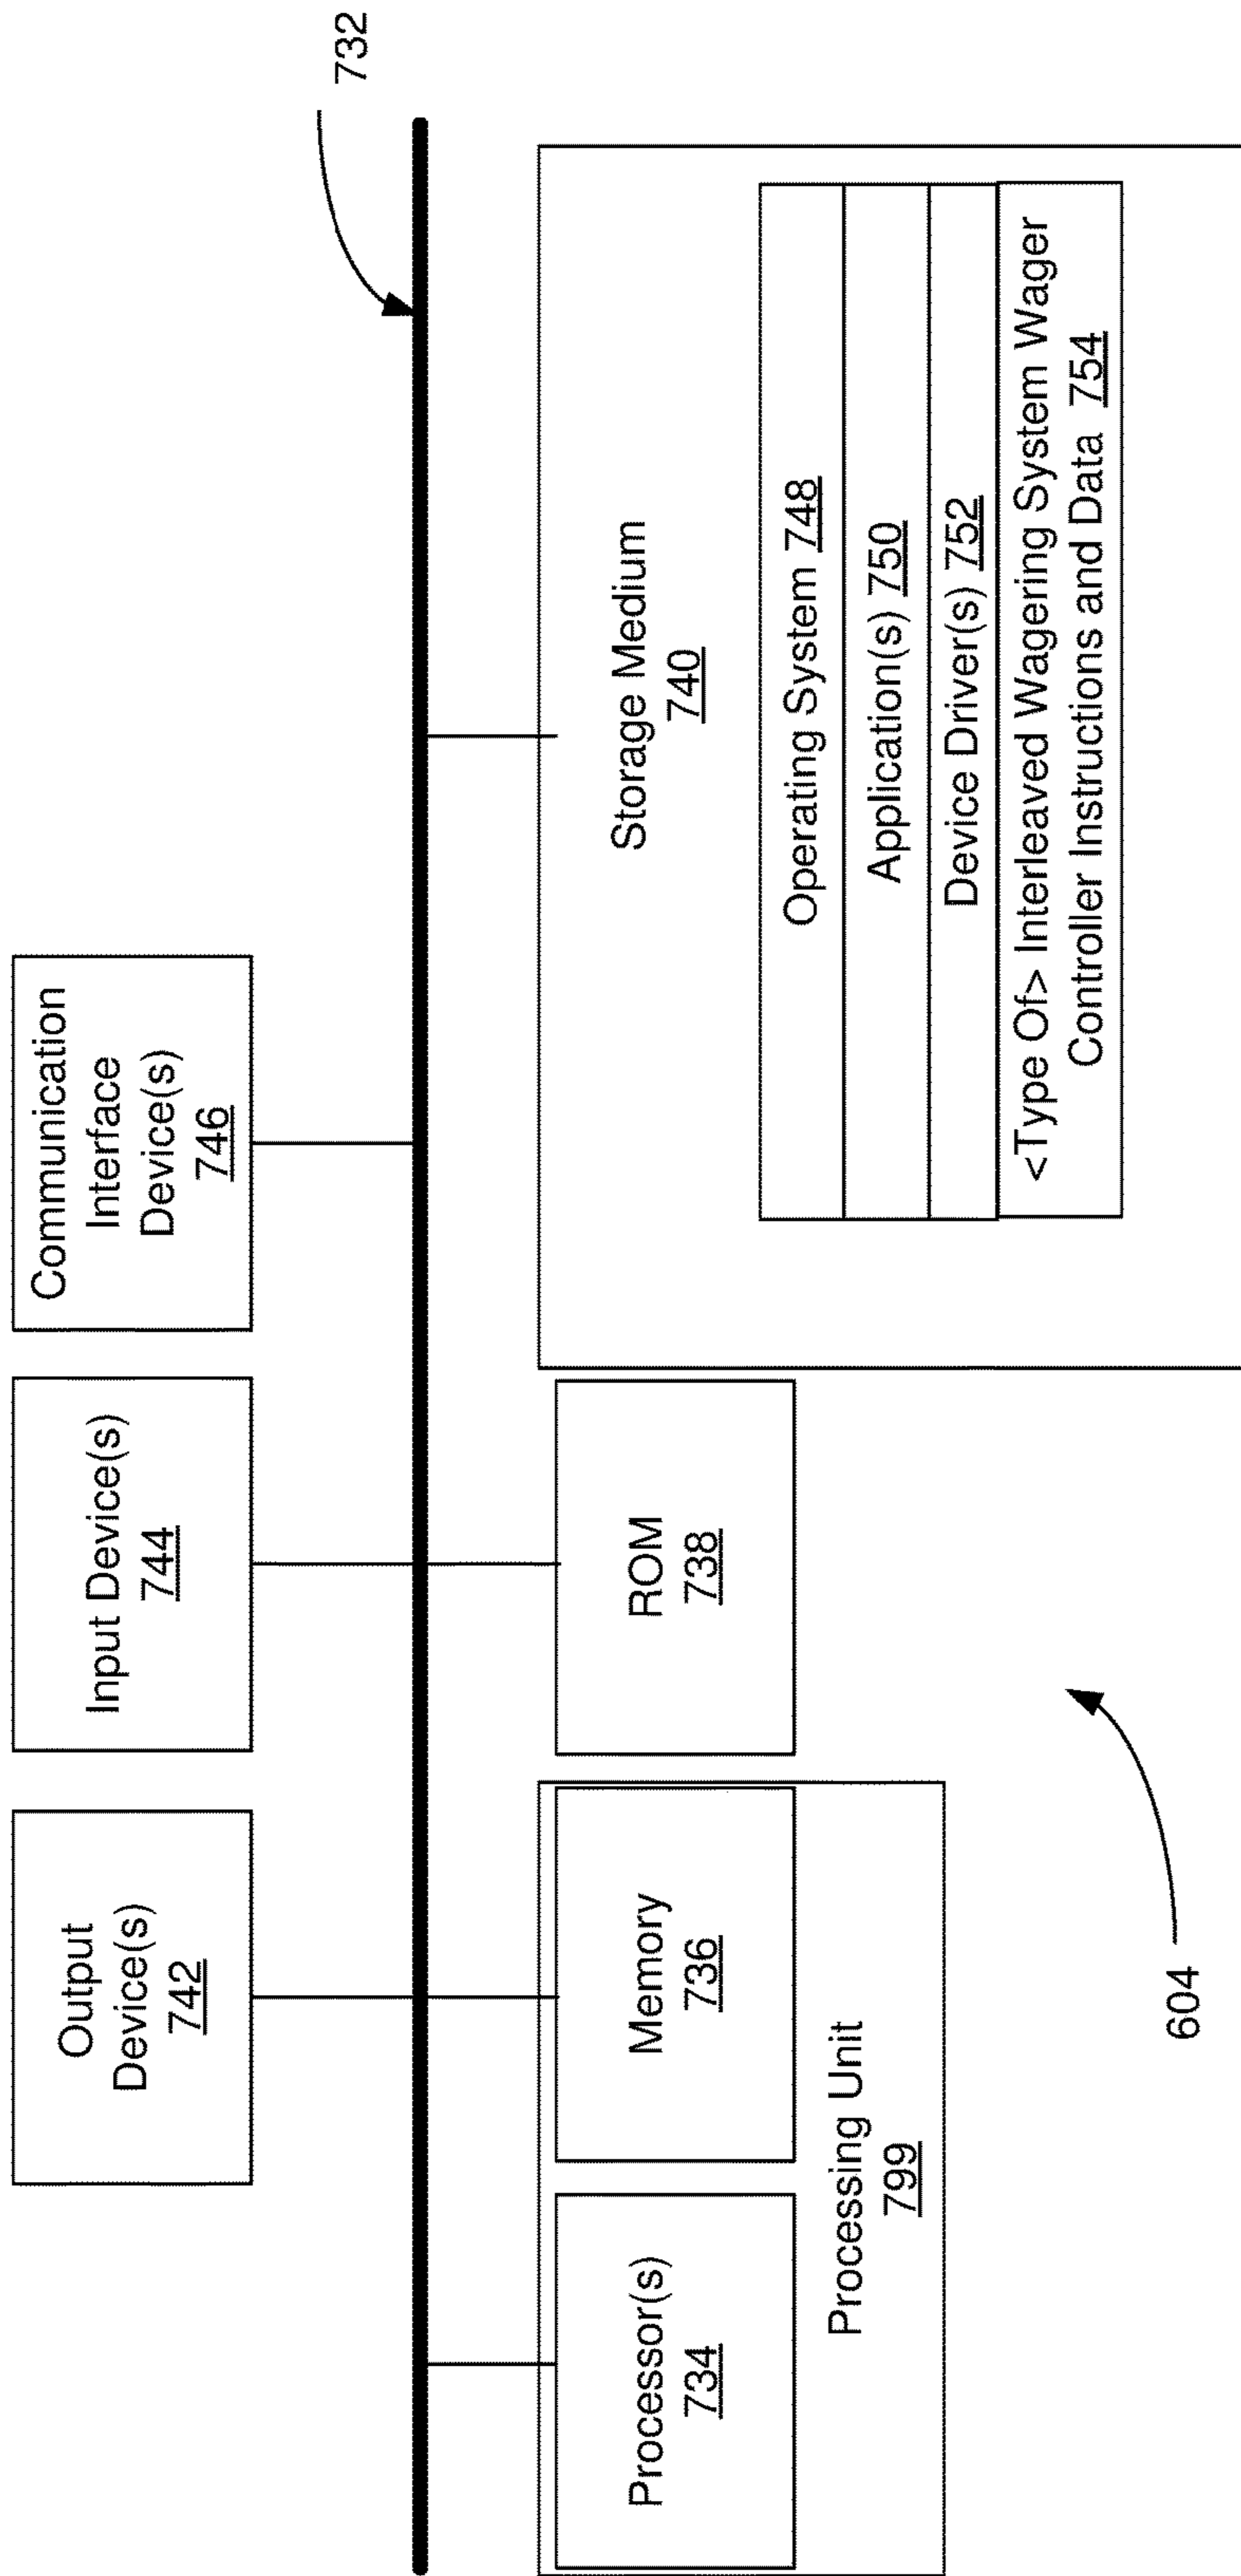 732
Output
Device(s)
742
Input Device(s)
744
Communication
Interface
Device(s)
746
Processor(s)
734
Memory
736
Processing Unit
799
ROM
738
Storage Medium
740
Operating System 748
Application(s) 750
Device Driver(s) 752
<Type Of> Interleaved Wagering System Wager
Controller Instructions and Data 754
604